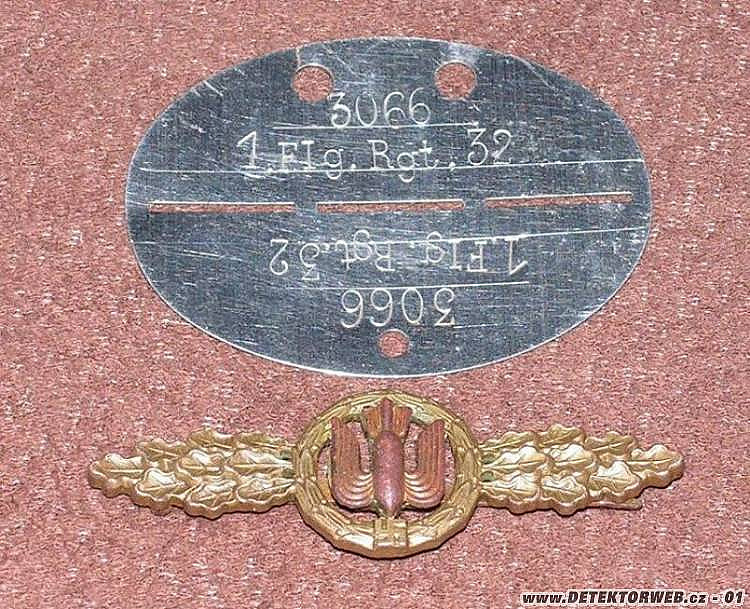 3066
1.Flg. Rgt. 32
1.Flg. Rgt.32
3066
www.DETEKTORWEB.cz - 01